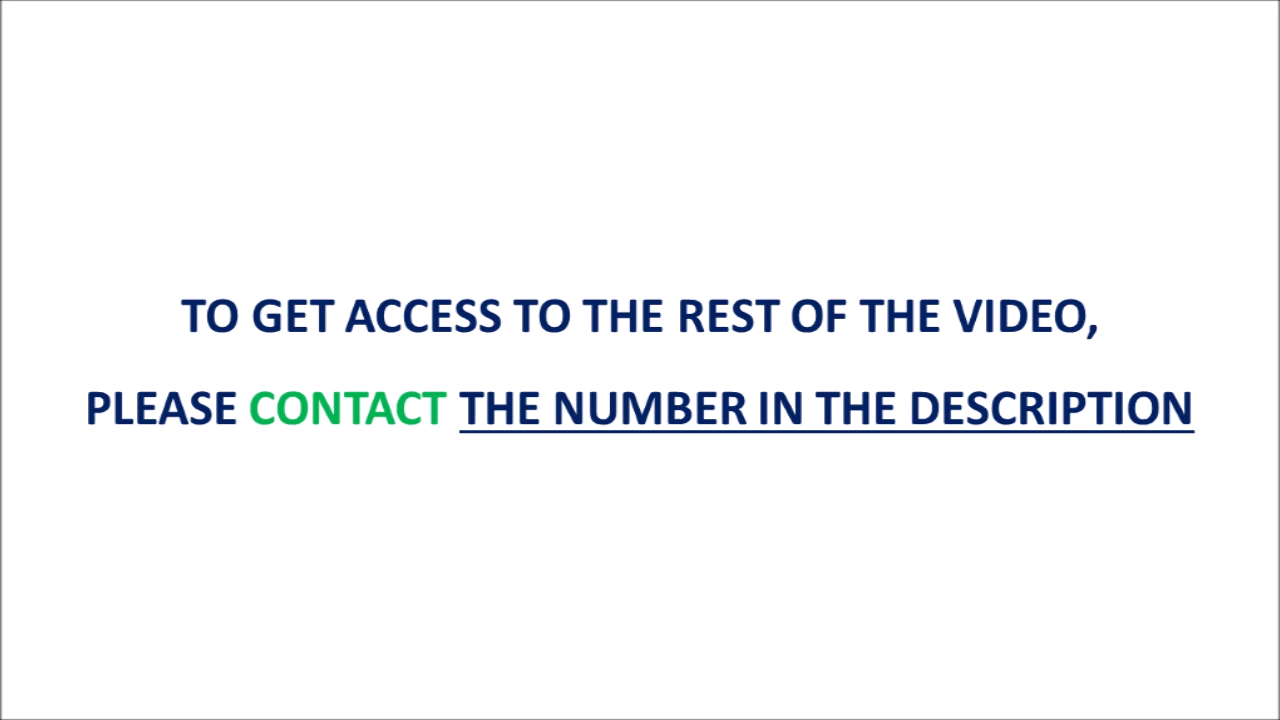 TO GET ACCESS TO THE REST OF THE VIDEO,
PLEASE CONTACT THE NUMBER IN THE DESCRIPTION